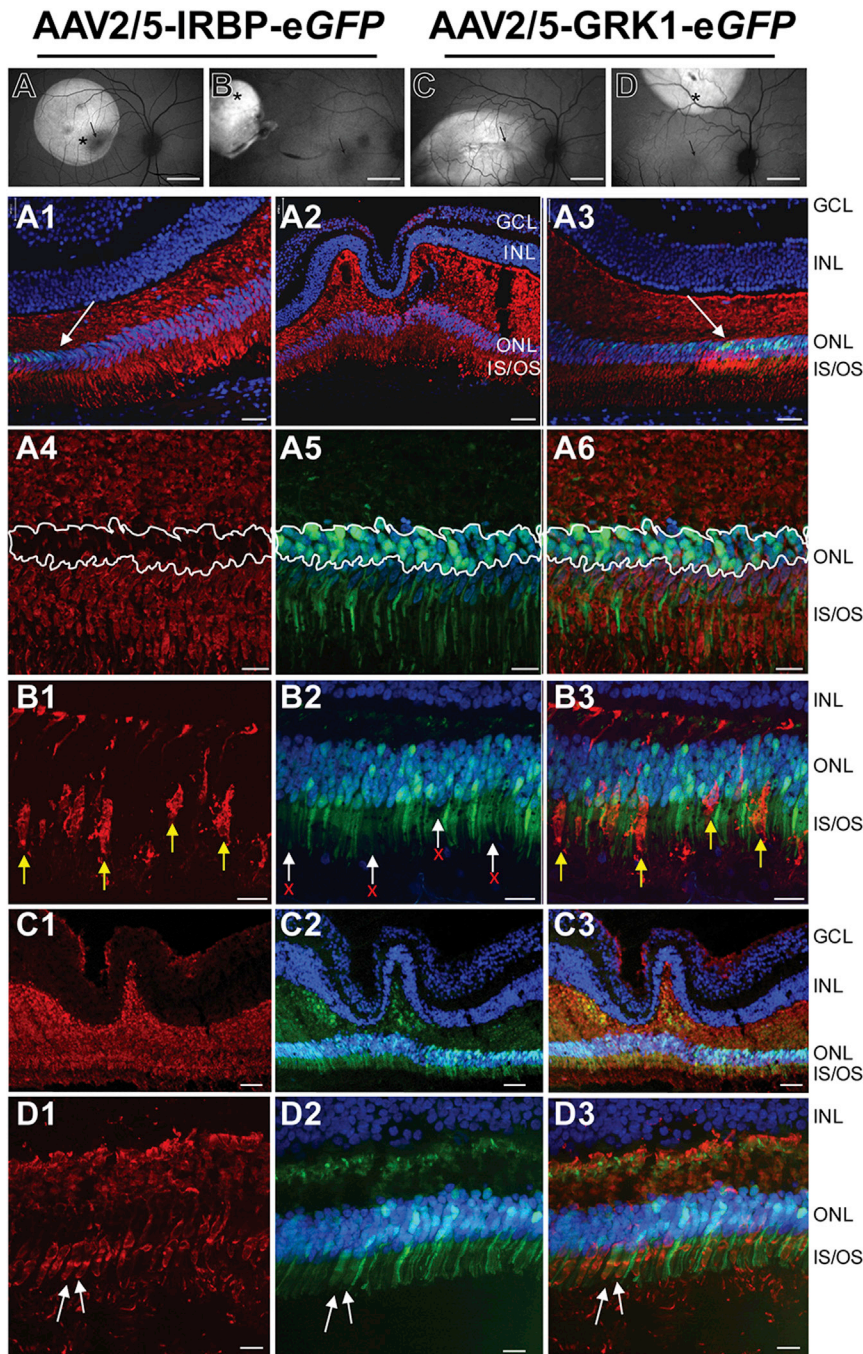 AAV2/5-IRBP-eGFP AAV2/5-GRK1-eGFP
A B C D
* * * *
A1 A2 A3 GCL
GCL
INL INL
ONL ONL
IS/OS IS/OS
A4 A5 A6
ONL
IS/OS
B1 B2 B3 INL
ONL
IS/OS
x x x x
C1 C2 C3 GCL
INL
ONL
IS/OS
D1 D2 D3 INL
ONL
IS/OS